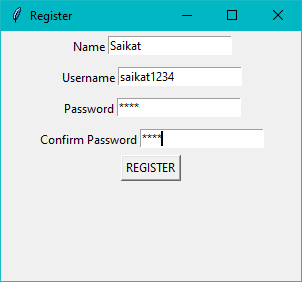 Register
Name Saikat
Username saikat1234
Password ****
Confirm Password ****
REGISTER